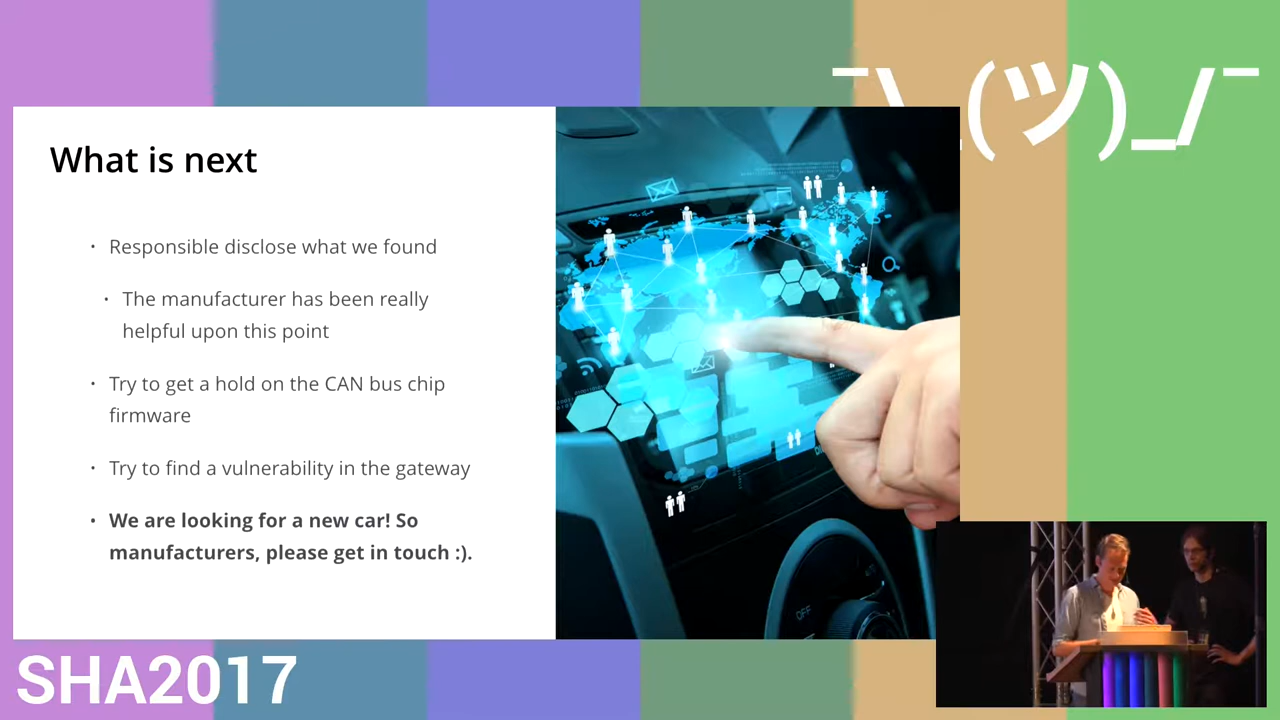 ¯\_(ツ)_/¯
What is next
• Responsible disclose what we found
• The manufacturer has been really
helpful upon this point
• Try to get a hold on the CAN bus chip
firmware
• Try to find a vulnerability in the gateway
• We are looking for a new car! So
manufacturers, please get in touch :).
OFF
SHA2017